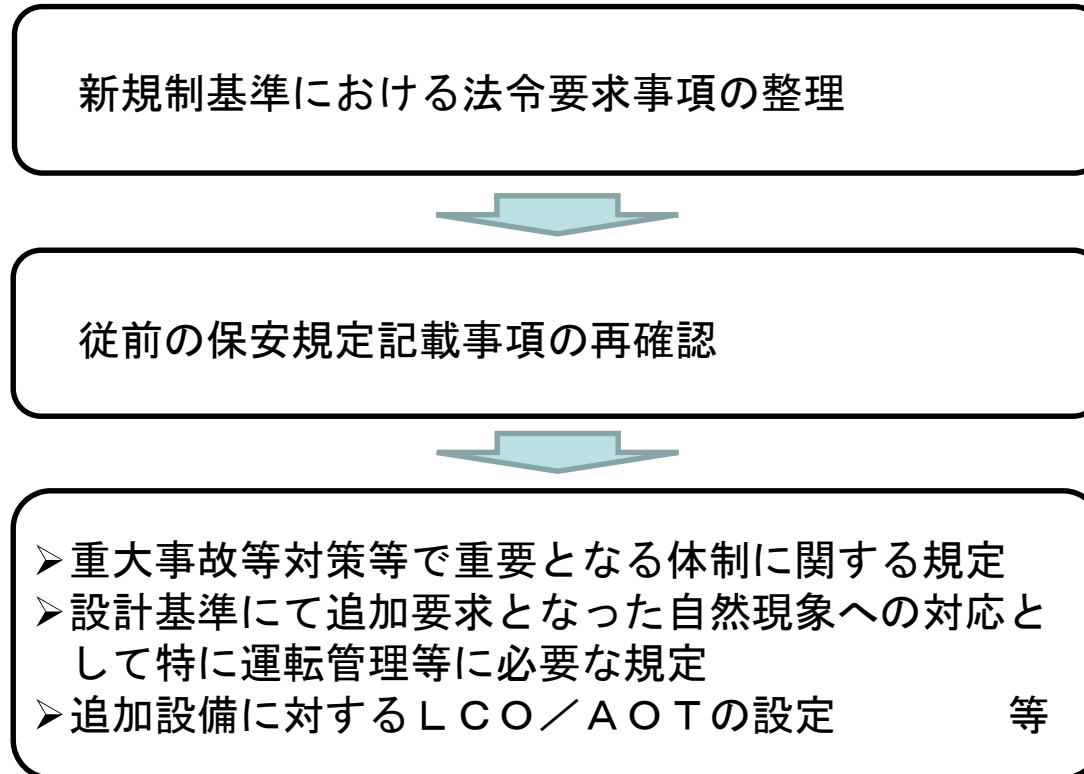 新規制基準における法令要求事項の整理
従前の保安規定記載事項の再確認
➢重大事故等対策等で重要となる体制に関する規定
➢設計基準にて追加要求となった自然現象への対応と
して特に運転管理等に必要な規定
➢追加設備に対するLCO/AOTの設定　　　　等